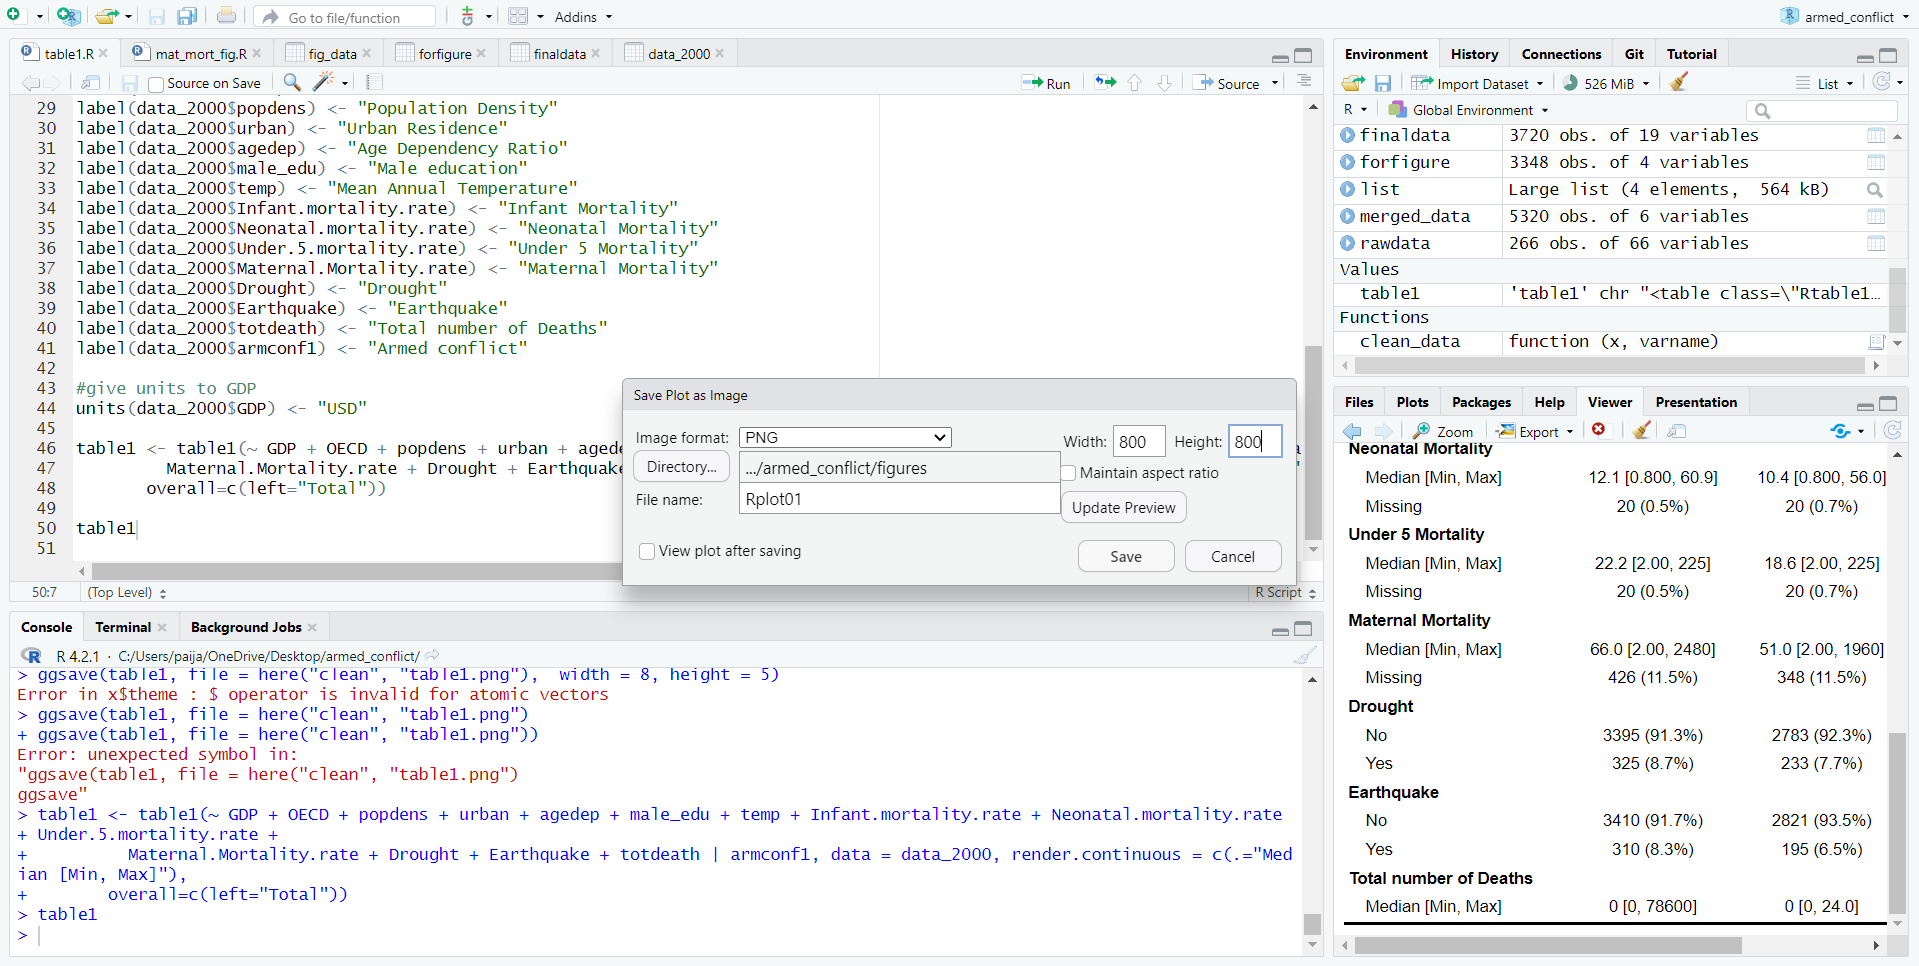 Go to file/function
Addins
armed_conflict
table1.R
mat_mort_fig.R
fig_data
forfigure
finaldata
data_2000
Source on Save
Run
Source
29 label(data_2000$popdens) <- "Population Density"
30 label(data_2000$urban) <- "Urban Residence"
31 label(data_2000$agedep) <- "Age Dependency Ratio"
32 label(data_2000$male_edu) <- "Male education"
33 label(data_2000$temp) <- "Mean Annual Temperature"
34 label(data_2000$Infant.mortality.rate) <- "Infant Mortality"
35 label(data_2000$Neonatal.mortality.rate) <- "Neonatal Mortality"
36 label(data_2000$Under.5.mortality.rate) <- "Under 5 Mortality"
37 label(data_2000$Maternal.Mortality.rate) <- "Maternal Mortality"
38 label(data_2000$Drought) <- "Drought"
39 label(data_2000$Earthquake) <- "Earthquake"
40 label(data_2000$totdeath) <- "Total number of Deaths"
41 label(data_2000$armconf1) <- "Armed conflict"
42
43 #give units to GDP
44 units(data_2000$GDP) <- "USD"
45
46 table1 <- table1(~ GDP + OECD + popdens + urban + aged
47 Maternal.Mortality.rate + Drought + Earthquake
48 overall=c(left="Total"))
49
50 table1
51
50:7
(Top Level)
R Script
Save Plot as Image
Image format: PNG
Width: 800 Height: 800
Directory... .../armed_conflict/figures
Maintain aspect ratio
File name: Rplot01
Update Preview
View plot after saving
Save
Cancel
Console
Terminal
Background Jobs
R R 4.2.1 · C:/Users/paija/OneDrive/Desktop/armed_conflict/
> ggsave(table1, file = here("clean", "table1.png"), width = 8, height = 5)
Error in x$theme : $ operator is invalid for atomic vectors
> ggsave(table1, file = here("clean", "table1.png")
+ ggsave(table1, file = here("clean", "table1.png"))
Error: unexpected symbol in:
"ggsave(table1, file = here("clean", "table1.png")
ggsave"
> table1 <- table1(~ GDP + OECD + popdens + urban + agedep + male_edu + temp + Infant.mortality.rate + Neonatal.mortality.rate
+ Under.5.mortality.rate +
+ Maternal.Mortality.rate + Drought + Earthquake + totdeath | armconf1, data = data_2000, render.continuous = c(.="Med
ian [Min, Max]"),
+ overall=c(left="Total"))
> table1
>
Environment
History
Connections
Git
Tutorial
Import Dataset
526 MiB
List
R
Global Environment
finaldata 3720 obs. of 19 variables
forfigure 3348 obs. of 4 variables
list Large list (4 elements, 564 kB)
merged_data 5320 obs. of 6 variables
rawdata 266 obs. of 66 variables
Values
table1 'table1' chr "<table class=\"Rtable1…
Functions
clean_data function (x, varname)
Files
Plots
Packages
Help
Viewer
Presentation
Zoom
Export
Neonatal Mortality
Median [Min, Max] 12.1 [0.800, 60.9] 10.4 [0.800, 56.0]
Missing 20 (0.5%) 20 (0.7%)
Under 5 Mortality
Median [Min, Max] 22.2 [2.00, 225] 18.6 [2.00, 225]
Missing 20 (0.5%) 20 (0.7%)
Maternal Mortality
Median [Min, Max] 66.0 [2.00, 2480] 51.0 [2.00, 1960]
Missing 426 (11.5%) 348 (11.5%)
Drought
No 3395 (91.3%) 2783 (92.3%)
Yes 325 (8.7%) 233 (7.7%)
Earthquake
No 3410 (91.7%) 2821 (93.5%)
Yes 310 (8.3%) 195 (6.5%)
Total number of Deaths
Median [Min, Max] 0 [0, 78600] 0 [0, 24.0]